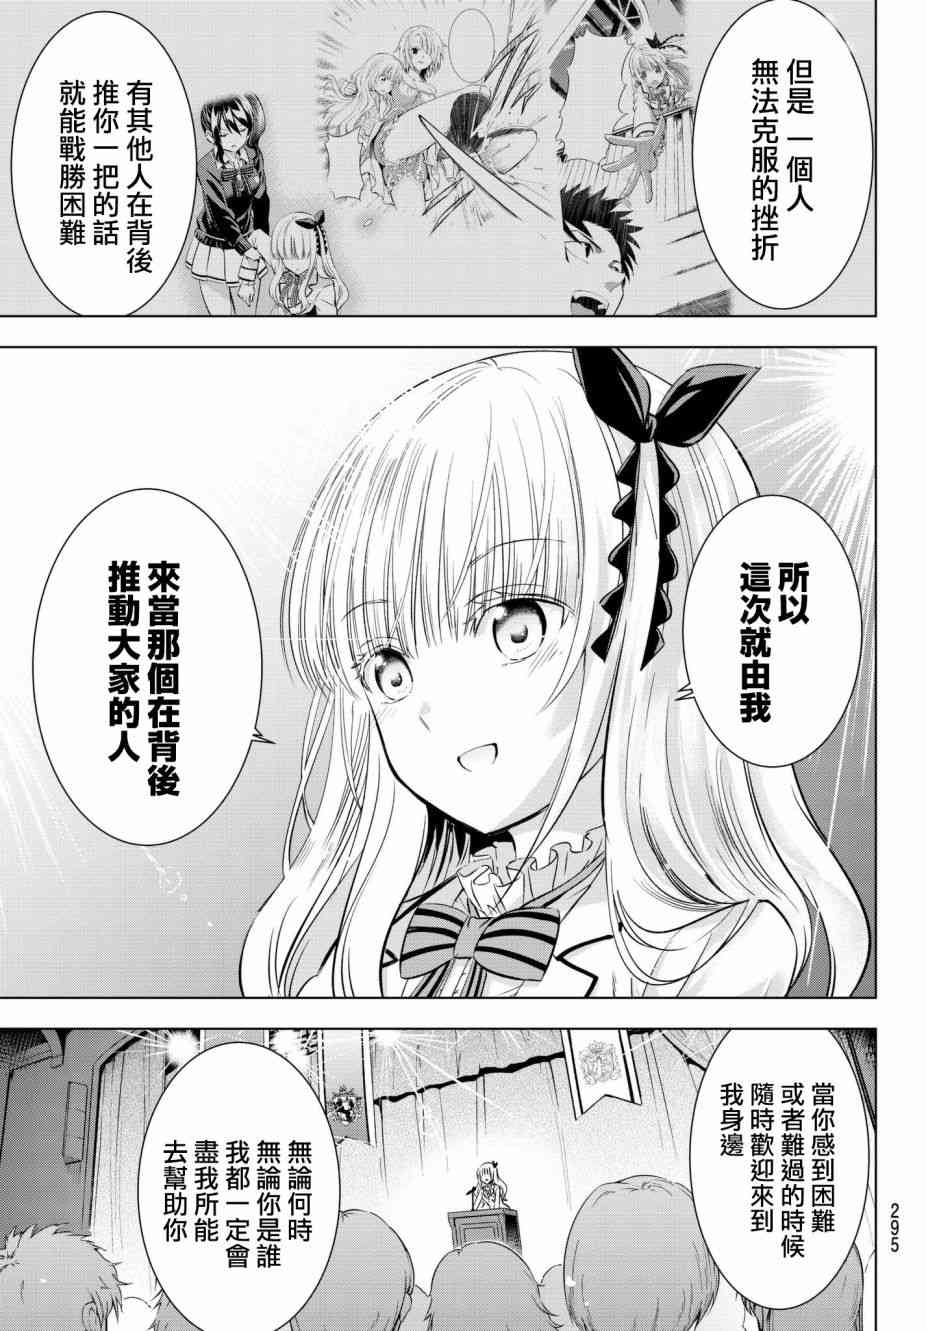 但是一個人
無法克服的挫折
有其他人在背後
推你一把的話
就能戰勝困難
所以
這次就由我
來當那個在背後
推動大家的人
當你感到困難
或者難過的時候
隨時歡迎來到
我身邊
無論何時
無論你是誰
我都一定會
盡我所能
去幫助你
295